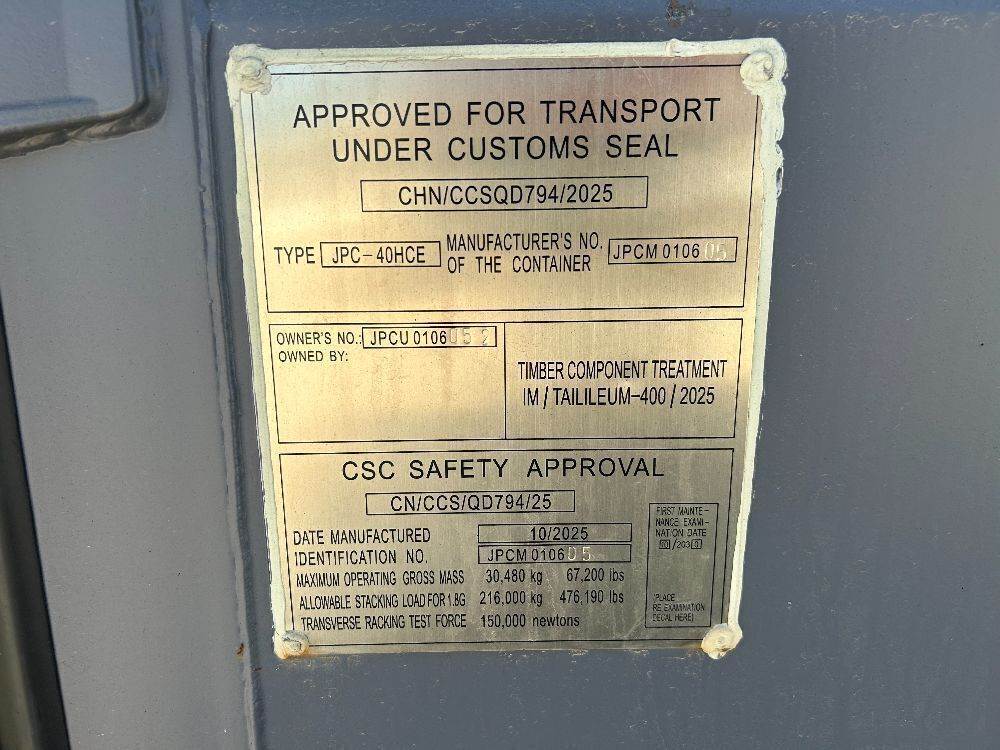 APPROVED FOR TRANSPORT
UNDER CUSTOMS SEAL
CHN/CCSQD794/2025
TYPE JPC-40HCE MANUFACTURER'S NO. OF THE CONTAINER JPCM 010605
OWNER'S NO.: JPCU 0106052
OWNED BY:
TIMBER COMPONENT TREATMENT
IM / TAILILEUM-400 / 2025
CSC SAFETY APPROVAL
CN/CCS/QD794/25
DATE MANUFACTURED 10/2025
IDENTIFICATION NO. JPCM 010605
MAXIMUM OPERATING GROSS MASS 30,480 kg 67,200 lbs
ALLOWABLE STACKING LOAD FOR 1.8G 216,000 kg 476,190 lbs
TRANSVERSE RACKING TEST FORCE 150,000 newtons
FIRST MAINTE-
NANCE EXAMI-
NATION DATE
(PLACE
RE EXAMINATION
DECAL HERE)